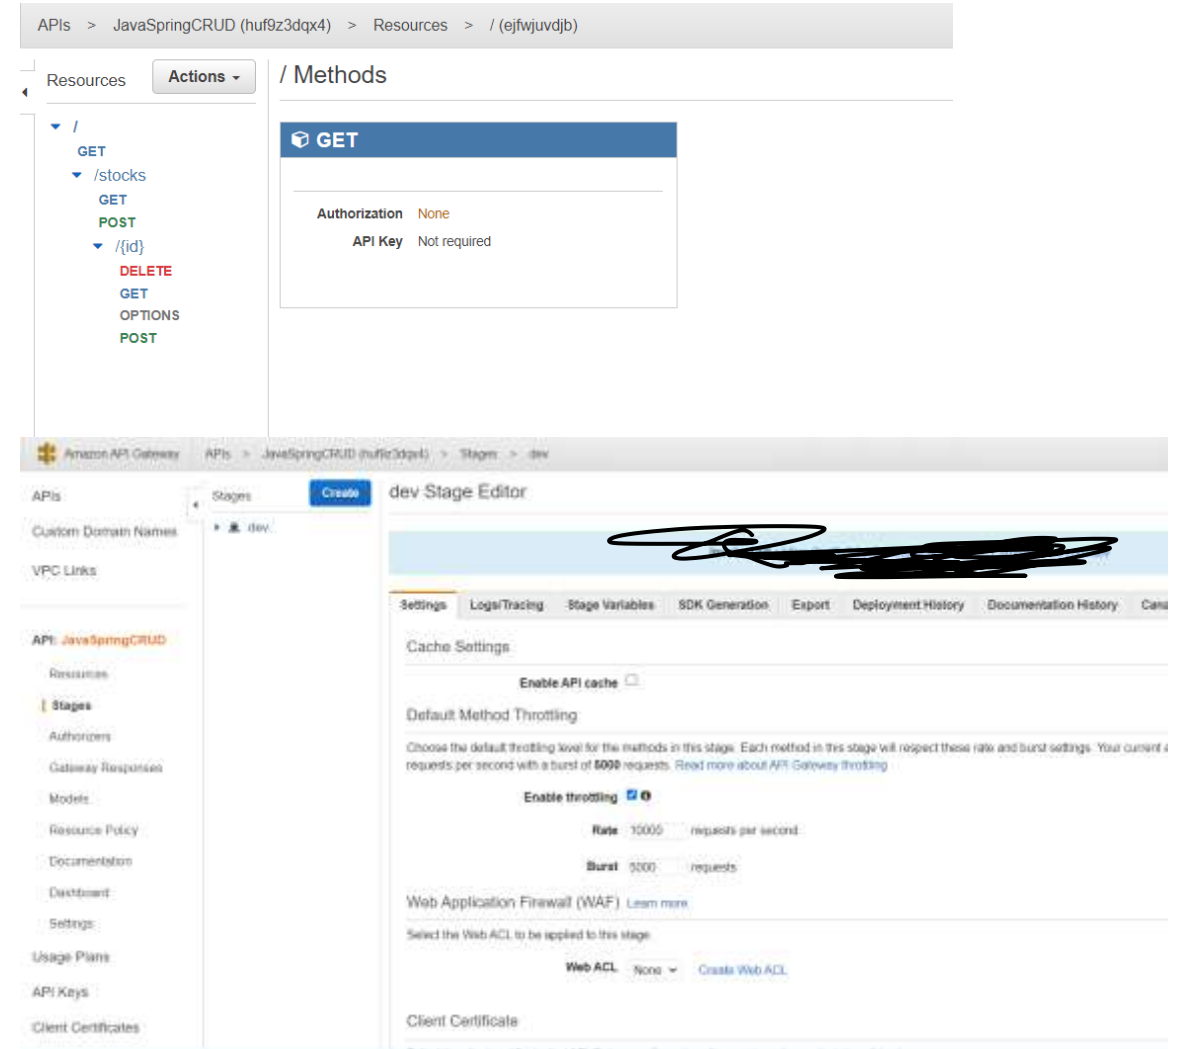 APIs > JavaSpringCRUD (huf9z3dqx4) > Resources > / (ejfwjuvdjb)
Resources Actions
/ Methods
/
GET
/stocks
GET
POST
/{id}
DELETE
GET
OPTIONS
POST
GET
Authorization None
API Key Not required
Amazon API Gateway APIs > JavaSpringCRUD (huf9z3dqx4) > Stages > dev
APIs
Custom Domain Names
VPC Links
API: JavaSpringCRUD
Resources
Stages
Authorizers
Gateway Responses
Models
Resource Policy
Documentation
Dashboard
Settings
Usage Plans
API Keys
Client Certificates
Stages Create
dev
dev Stage Editor
Settings Logs/Tracing Stage Variables SDK Generation Export Deployment History Documentation History Cana
Cache Settings
Enable API cache
Default Method Throttling
Choose the default throttling level for the methods in this stage. Each method in this stage will respect these rate and burst settings. Your current
requests per second with a burst of 5000 requests. Read more about API Gateway throttling
Enable throttling
Rate 10000 requests per second
Burst 5000 requests
Web Application Firewall (WAF) Learn more.
Select the Web ACL to be applied to this stage.
Web ACL None Create Web ACL
Client Certificate